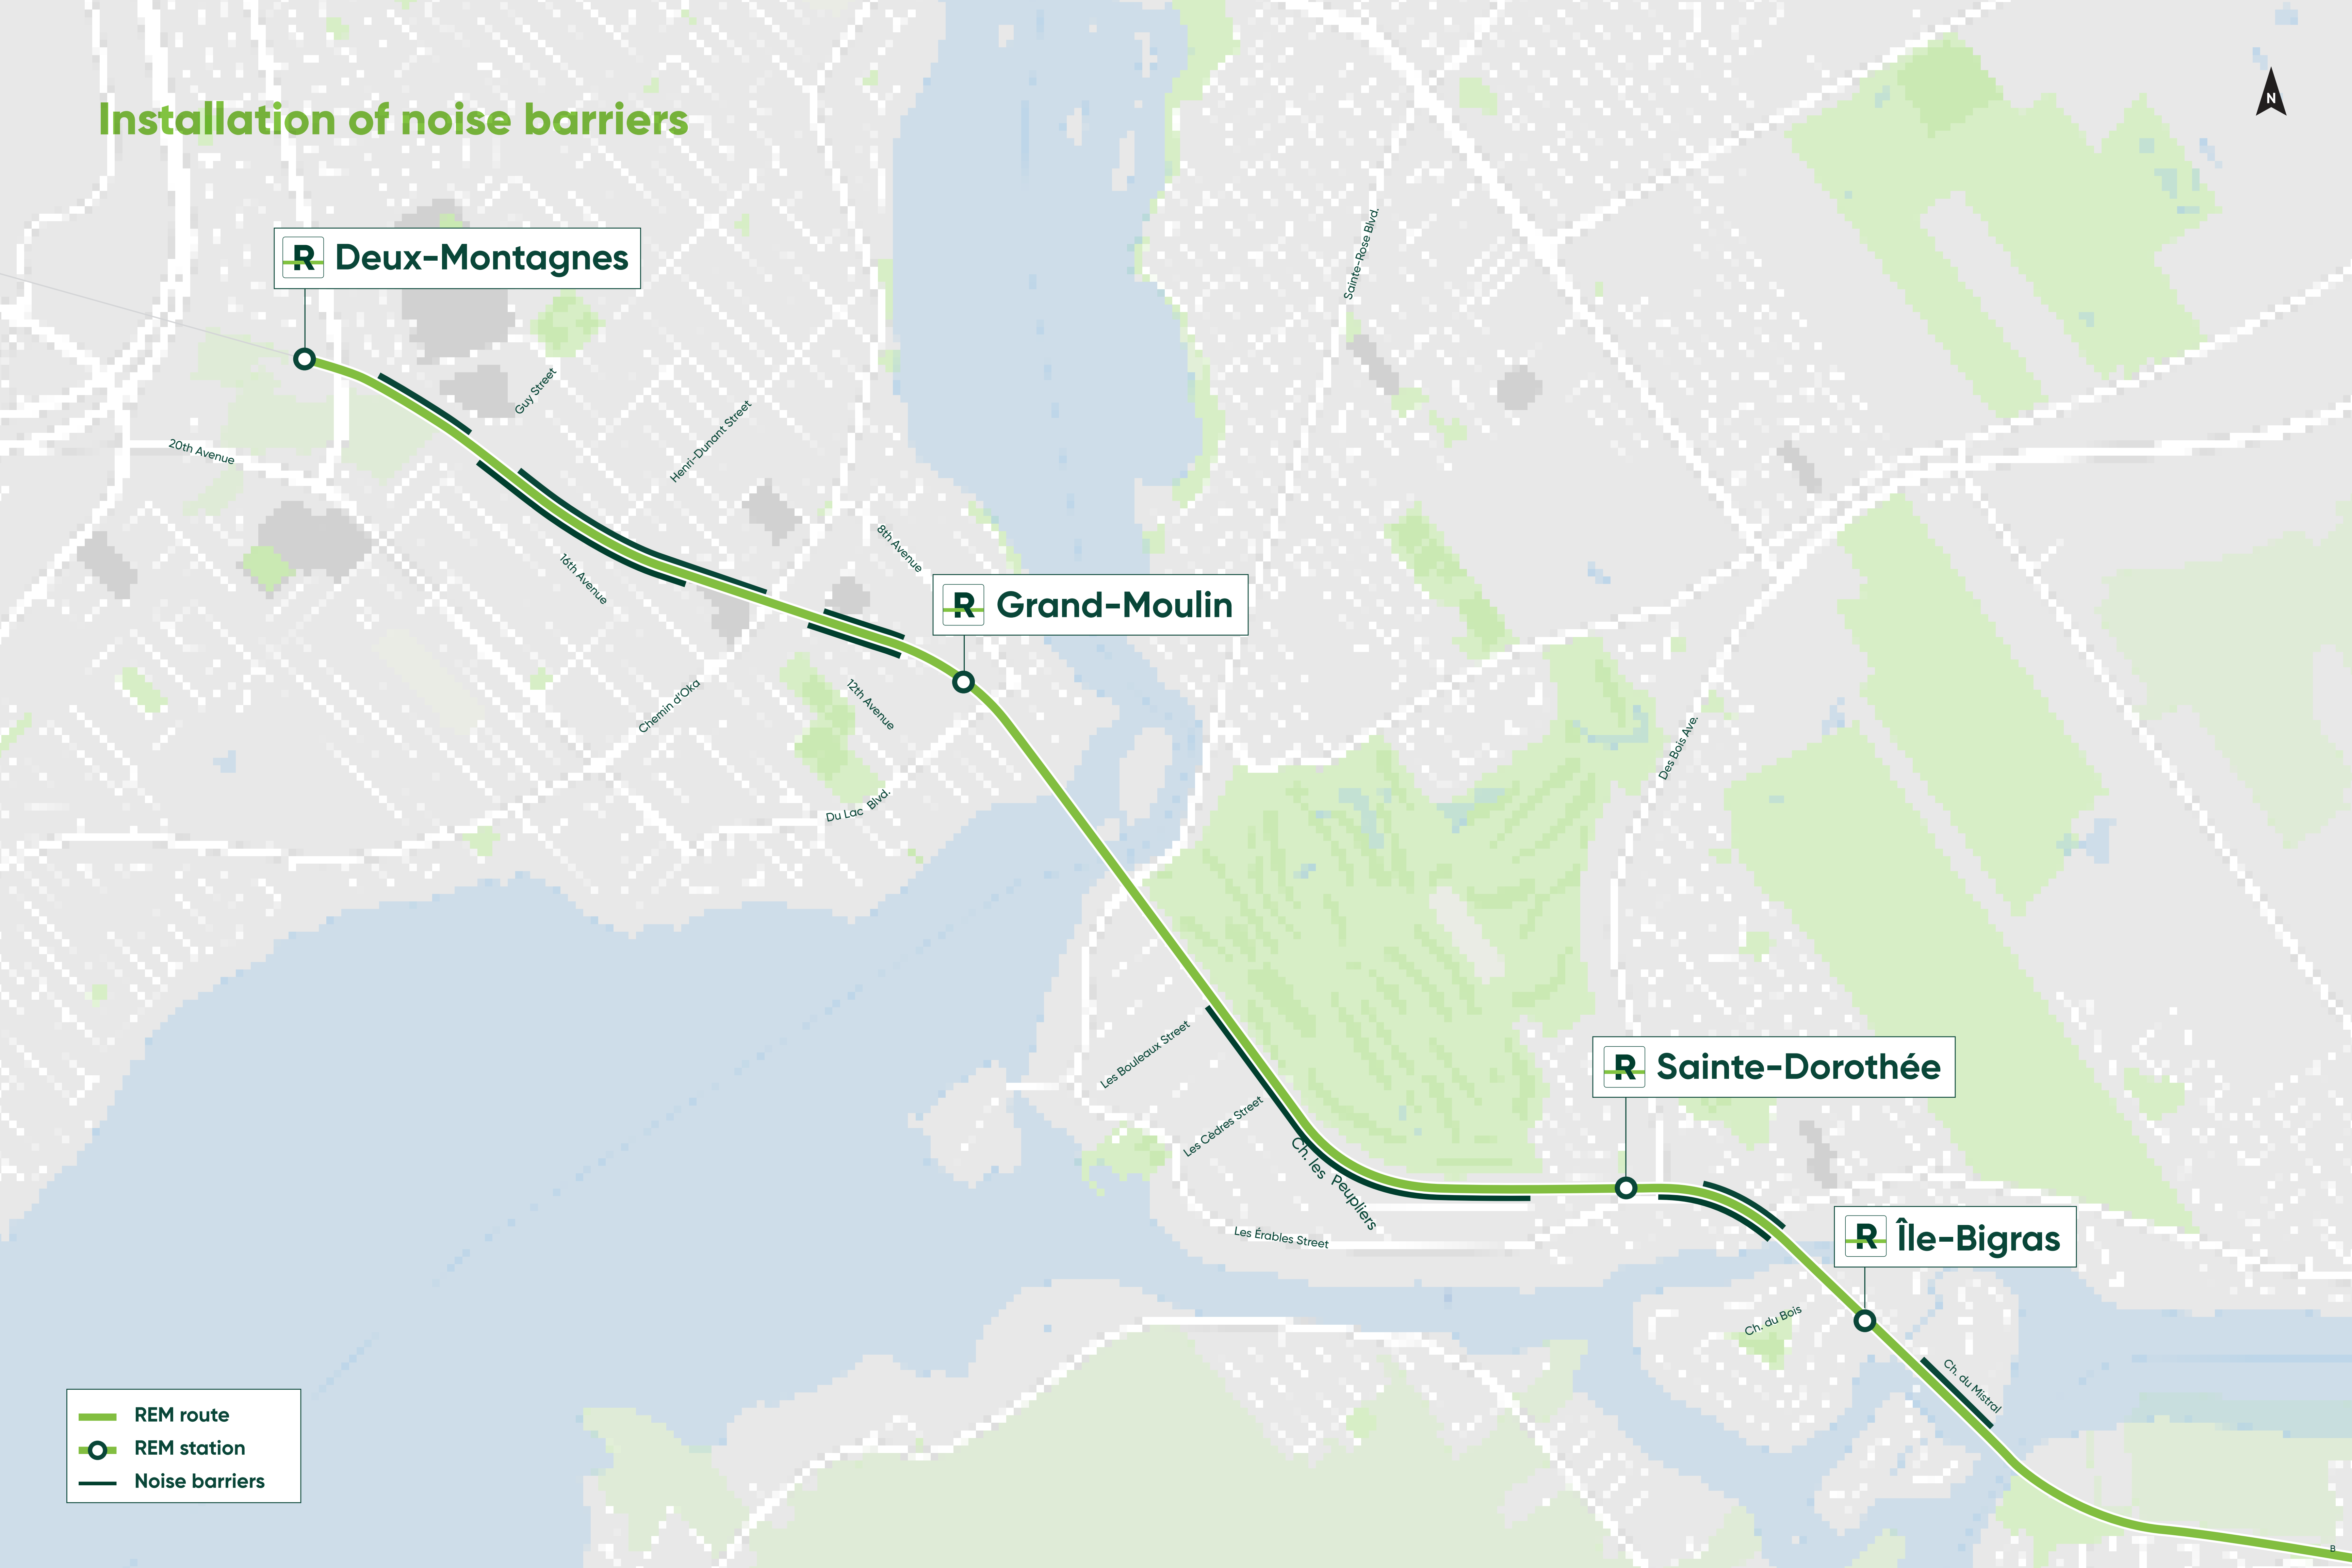 Installation of noise barriers
N
R Deux-Montagnes
Sainte-Rose Blvd.
Guy Street
Henri-Dunant Street
20th Avenue
8th Avenue
16th Avenue
R Grand-Moulin
12th Avenue
Chemin d'Oka
Des Bois Ave.
Du Lac Blvd.
Les Bouleaux Street
R Sainte-Dorothée
Les Cèdres Street
Ch. les Peupliers
Les Érables Street
R Île-Bigras
Ch. du Bois
Ch. du Mistral
REM route
REM station
Noise barriers
B